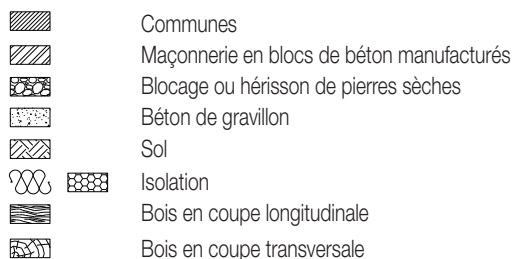 Communes
Maçonnerie en blocs de béton manufacturés
Blocage ou hérisson de pierres sèches
Béton de gravillon
Sol
Isolation
Bois en coupe longitudinale
Bois en coupe transversale